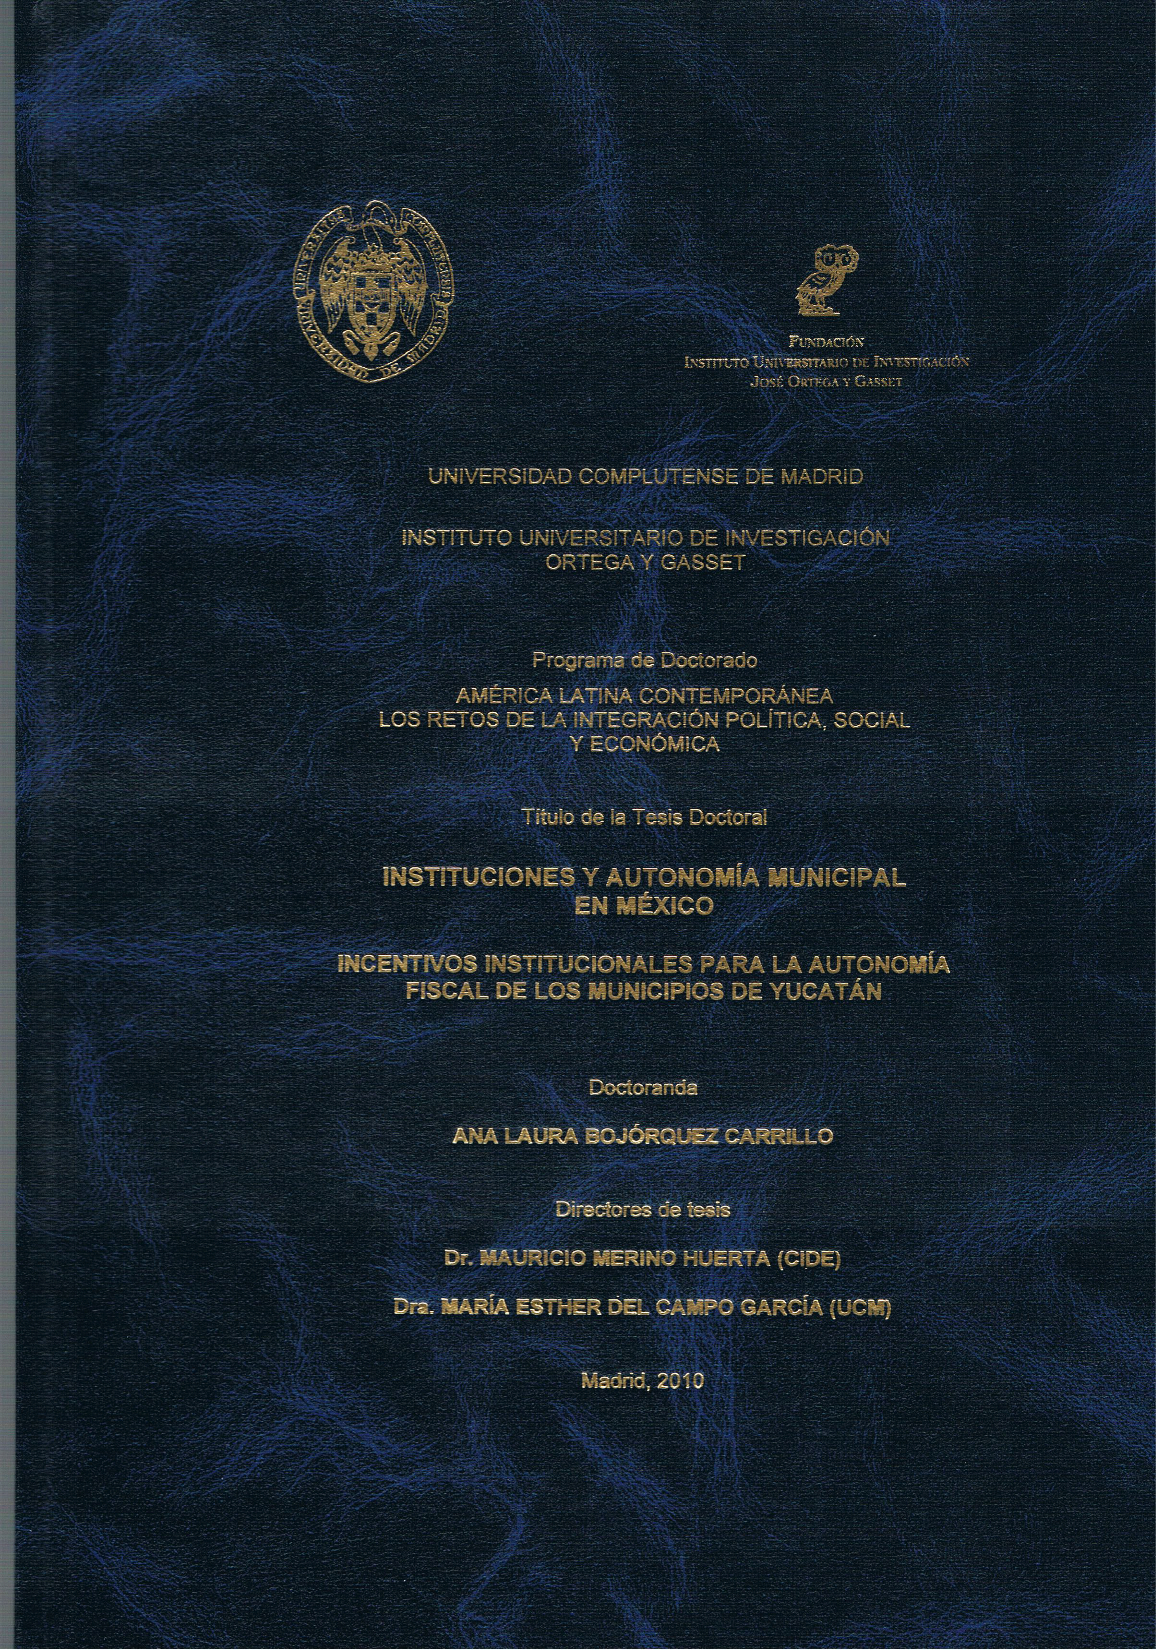 UNIVERSIDAD DE MADRID
FUNDACIÓN
INSTITUTO UNIVERSITARIO DE INVESTIGACIÓN
JOSÉ ORTEGA Y GASSET
UNIVERSIDAD COMPLUTENSE DE MADRID
INSTITUTO UNIVERSITARIO DE INVESTIGACIÓN
ORTEGA Y GASSET
Programa de Doctorado
AMÉRICA LATINA CONTEMPORÁNEA
LOS RETOS DE LA INTEGRACIÓN POLÍTICA, SOCIAL
Y ECONÓMICA
Título de la Tesis Doctoral
INSTITUCIONES Y AUTONOMÍA MUNICIPAL
EN MÉXICO
INCENTIVOS INSTITUCIONALES PARA LA AUTONOMÍA
FISCAL DE LOS MUNICIPIOS DE YUCATÁN
Doctoranda
ANA LAURA BOJÓRQUEZ CARRILLO
Directores de tesis
Dr. MAURICIO MERINO HUERTA (CIDE)
Dra. MARÍA ESTHER DEL CAMPO GARCÍA (UCM)
Madrid, 2010